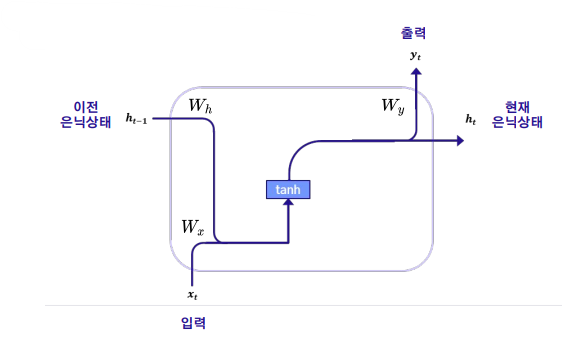 출력
y_t
W_h
W_y
이전
은닉상태
h_{t-1}
h_t
현재
은닉상태
tanh
W_x
x_t
입력